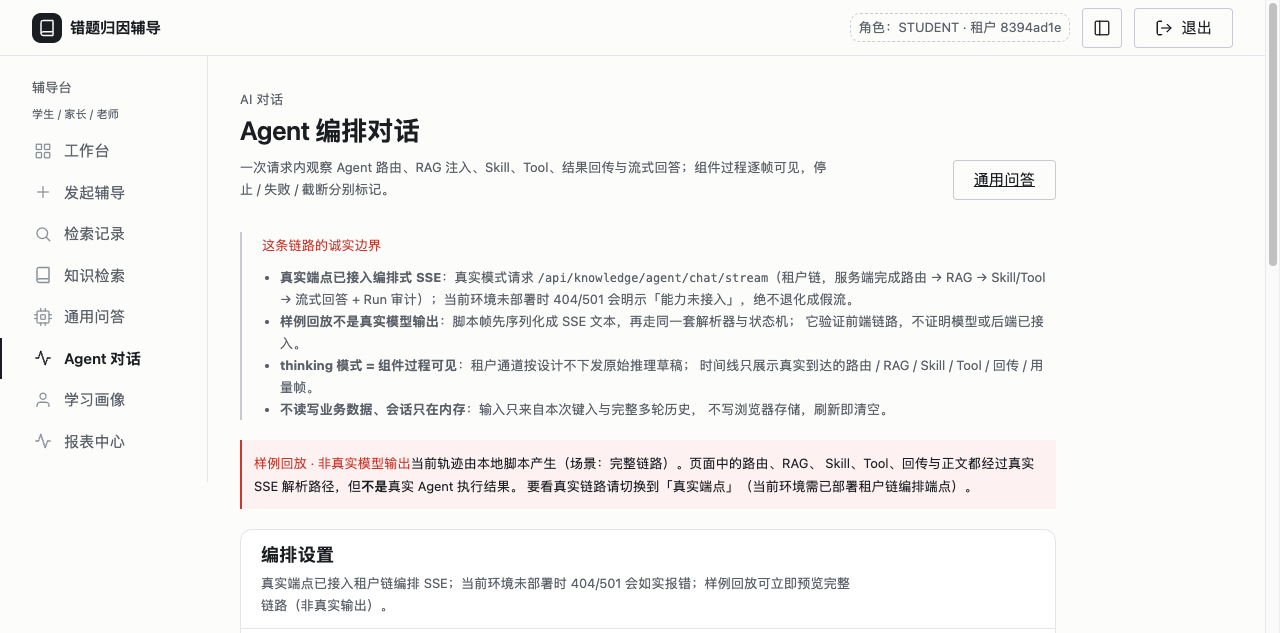 错题归因辅导
角色：STUDENT · 租户 8394ad1e
退出
辅导台
学生 / 家长 / 老师
工作台
发起辅导
检索记录
知识检索
通用问答
Agent 对话
学习画像
报表中心
AI 对话
Agent 编排对话
一次请求内观察 Agent 路由、RAG 注入、Skill、Tool、结果回传与流式回答；组件过程逐帧可见，停
止 / 失败 / 截断分别标记。
通用问答
这条链路的诚实边界
• 真实端点已接入编排式 SSE：真实模式请求 /api/knowledge/agent/chat/stream（租户链，服务端完成路由 → RAG → Skill/Tool
→ 流式回答 + Run 审计）；当前环境未部署时 404/501 会明示「能力未接入」，绝不退化成假流。
• 样例回放不是真实模型输出：脚本帧先序列化成 SSE 文本，再走同一套解析器与状态机； 它验证前端链路，不证明模型或后端已接
入。
• thinking 模式 = 组件过程可见：租户通道按设计不下发原始推理草稿； 时间线只展示真实到达的路由 / RAG / Skill / Tool / 回传 / 用
量帧。
• 不读写业务数据、会话只在内存：输入只来自本次键入与完整多轮历史， 不写浏览器存储，刷新即清空。
样例回放 · 非真实模型输出当前轨迹由本地脚本产生（场景：完整链路）。页面中的路由、RAG、 Skill、Tool、回传与正文都经过真实
SSE 解析路径，但不是真实 Agent 执行结果。 要看真实链路请切换到「真实端点」（当前环境需已部署租户链编排端点）。
编排设置
真实端点已接入租户链编排 SSE；当前环境未部署时 404/501 会如实报错；样例回放可立即预览完整
链路（非真实输出）。